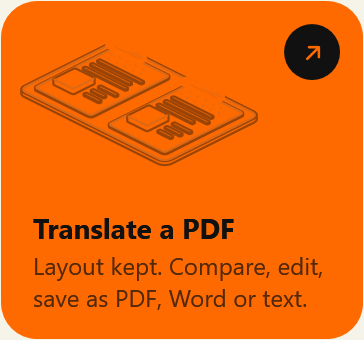 Translate a PDF
Layout kept. Compare, edit,
save as PDF, Word or text.